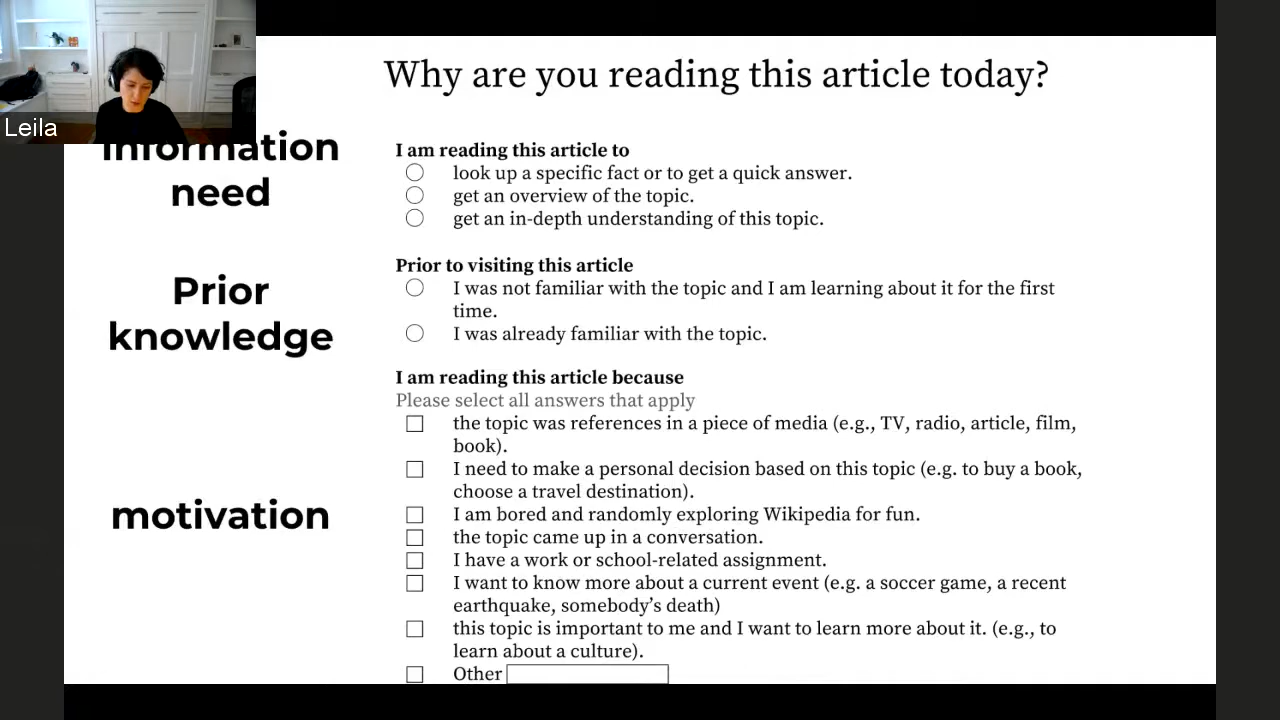 Why are you reading this article today?
Leila
Information
need
I am reading this article to
look up a specific fact or to get a quick answer.
get an overview of the topic.
get an in-depth understanding of this topic.
Prior
knowledge
Prior to visiting this article
I was not familiar with the topic and I am learning about it for the first
time.
I was already familiar with the topic.
motivation
I am reading this article because
Please select all answers that apply
the topic was references in a piece of media (e.g., TV, radio, article, film,
book).
I need to make a personal decision based on this topic (e.g. to buy a book,
choose a travel destination).
I am bored and randomly exploring Wikipedia for fun.
the topic came up in a conversation.
I have a work or school-related assignment.
I want to know more about a current event (e.g. a soccer game, a recent
earthquake, somebody’s death)
this topic is important to me and I want to learn more about it. (e.g., to
learn about a culture).
Other